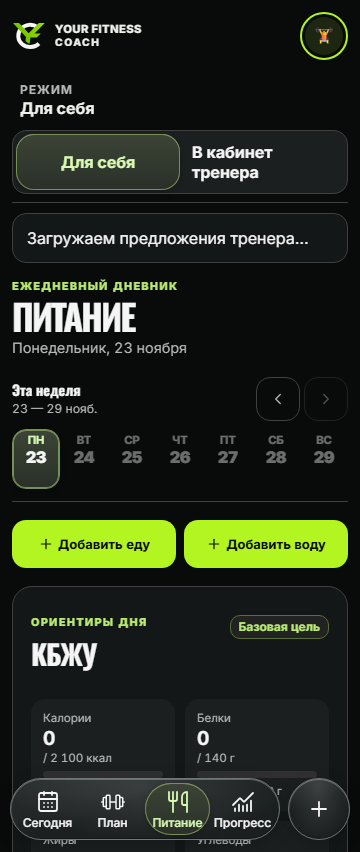 YOUR FITNESS
COACH
РЕЖИМ
Для себя
Для себя
В кабинет
тренера
Загружаем предложения тренера...
ЕЖЕДНЕВНЫЙ ДНЕВНИК
ПИТАНИЕ
Понедельник, 23 ноября
Эта неделя
23 — 29 нояб.
ПН ВТ СР ЧТ ПТ СБ ВС
23 24 25 26 27 28 29
+ Добавить еду + Добавить воду
ОРИЕНТИРЫ ДНЯ
Базовая цель
КБЖУ
Калории Белки
0 0
/ 2 100 ккал / 140 г
Сегодня План Питание Прогресс +
Жиры Углеводы